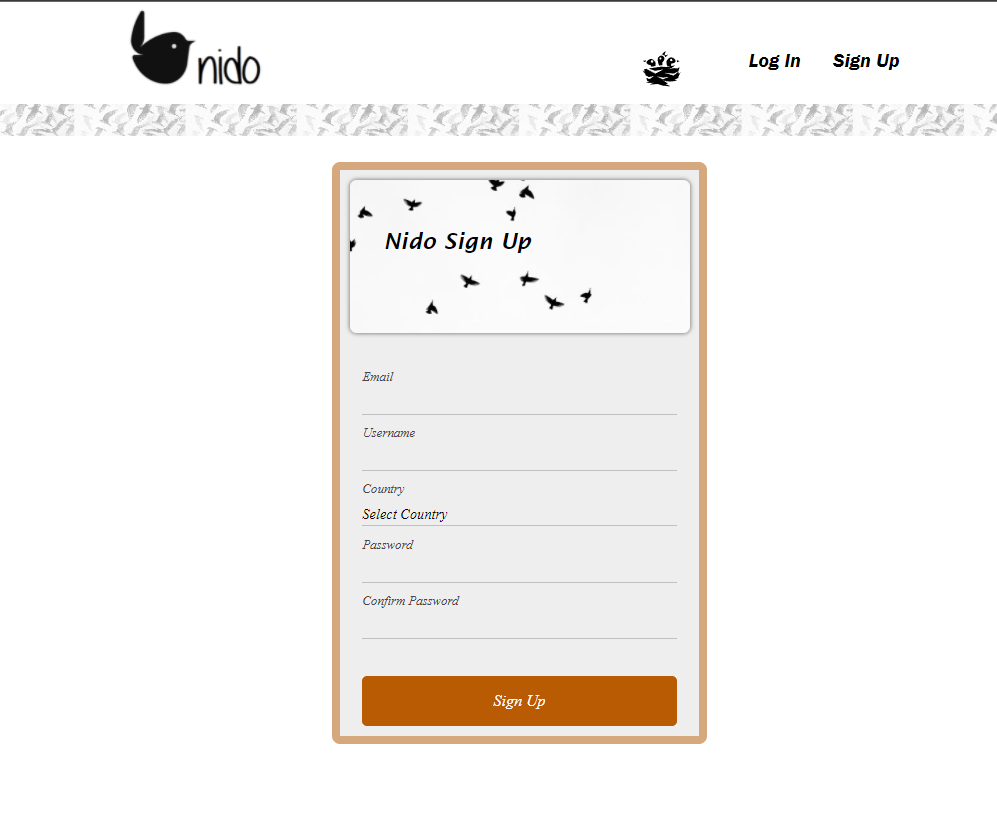 nido
Log In
Sign Up
Nido Sign Up
Email
Username
Country
Select Country
Password
Confirm Password
Sign Up